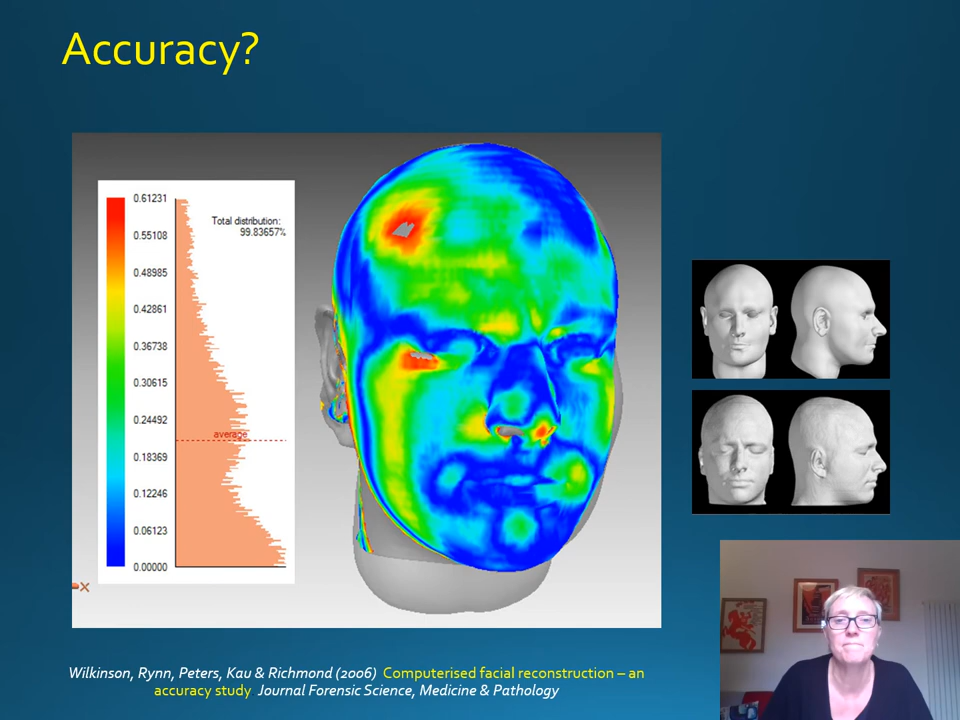 Accuracy?
0.61231
0.55108
0.48985
0.42861
0.36738
0.30615
0.24492
0.18369
0.12246
0.06123
0.00000
Total distribution:
99.83657%
average
X
Wilkinson, Rynn, Peters, Kau & Richmond (2006) Computerised facial reconstruction – an
accuracy study. Journal Forensic Science, Medicine & Pathology